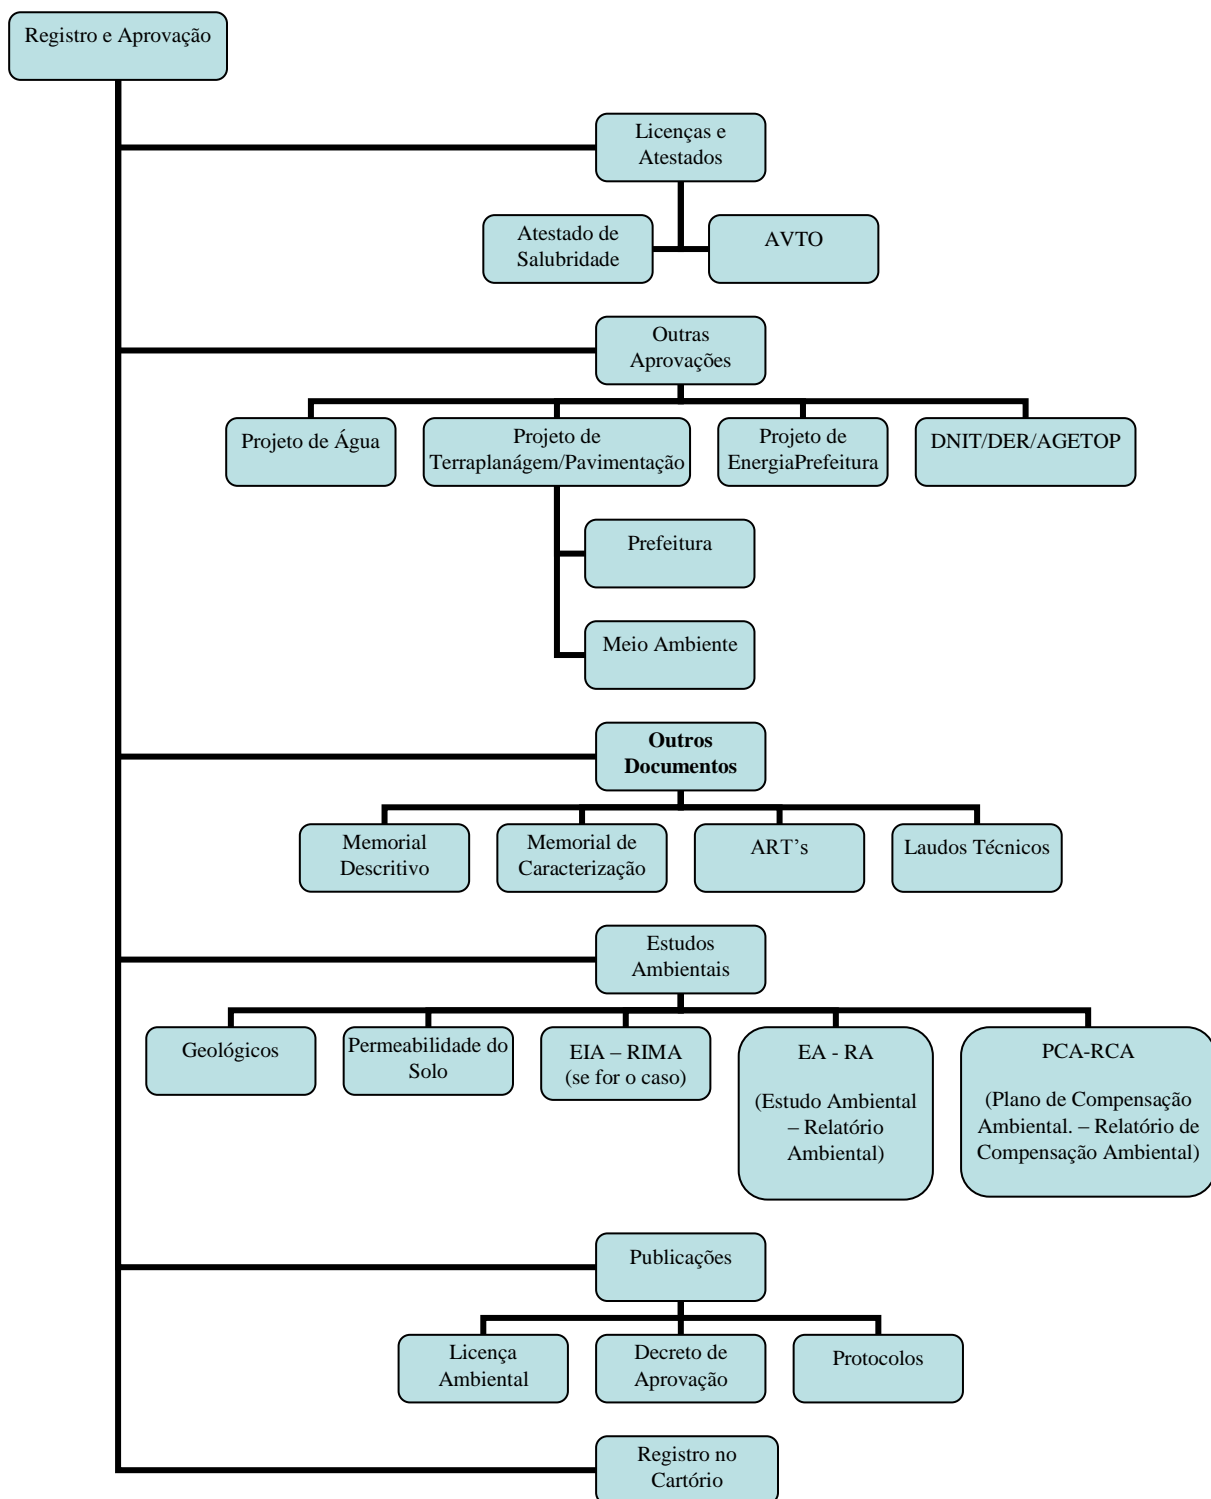 Registro e Aprovação
Licenças e
Atestados
Atestado de
Salubridade
AVTO
Outras
Aprovações
Projeto de Água
Projeto de
Terraplanágem/Pavimentação
Projeto de
EnergiaPrefeitura
DNIT/DER/AGETOP
Prefeitura
Meio Ambiente
Outros
Documentos
Memorial
Descritivo
Memorial de
Caracterização
ART’s
Laudos Técnicos
Estudos
Ambientais
Geológicos
Permeabilidade do
Solo
EIA – RIMA
(se for o caso)
EA - RA
(Estudo Ambiental
– Relatório
Ambiental)
PCA-RCA
(Plano de Compensação
Ambiental. – Relatório de
Compensação Ambiental)
Publicações
Licença
Ambiental
Decreto de
Aprovação
Protocolos
Registro no
Cartório